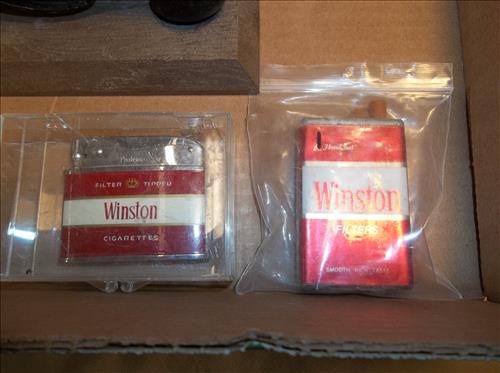 FILTER TIPPED
Winston
CIGARETTES
Winston
FILTERS
SMOOTH RICH TASTE